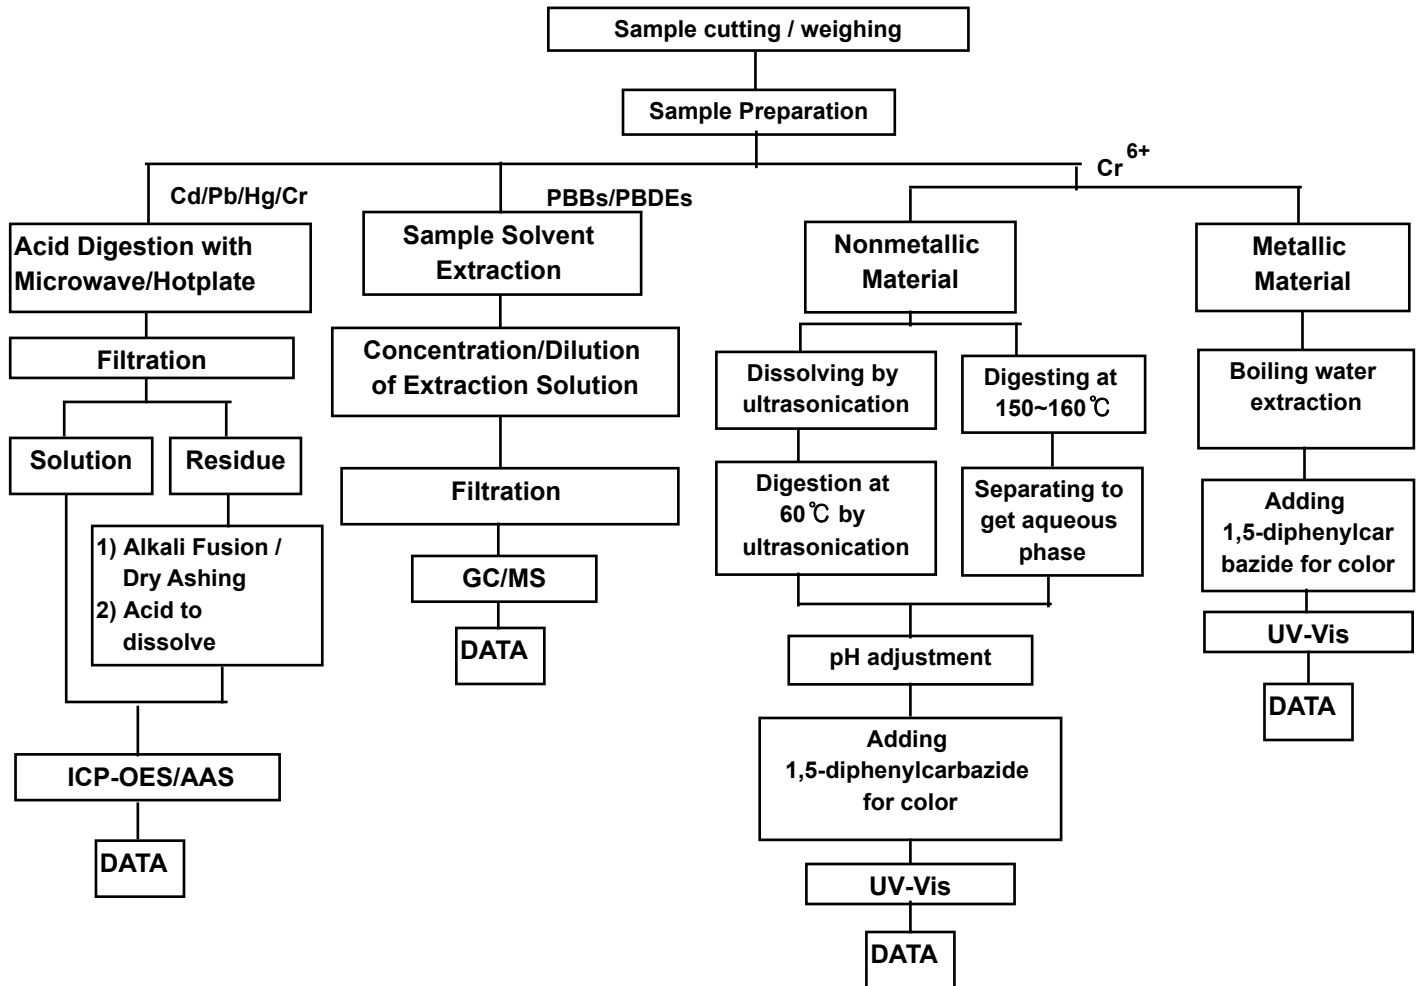 Sample cutting / weighing
Sample Preparation
Cd/Pb/Hg/Cr
PBBs/PBDEs
Cr 6+
Acid Digestion with
Microwave/Hotplate
Filtration
Solution
Residue
1) Alkali Fusion /
Dry Ashing
2) Acid to
dissolve
ICP-OES/AAS
DATA
Sample Solvent
Extraction
Concentration/Dilution
of Extraction Solution
Filtration
GC/MS
DATA
Nonmetallic
Material
Dissolving by
ultrasonication
Digestion at
60℃ by
ultrasonication
Digesting at
150~160℃
Separating to
get aqueous
phase
pH adjustment
Adding
1,5-diphenylcarbazide
for color
UV-Vis
DATA
Metallic
Material
Boiling water
extraction
Adding
1,5-diphenylcar
bazide for color
UV-Vis
DATA